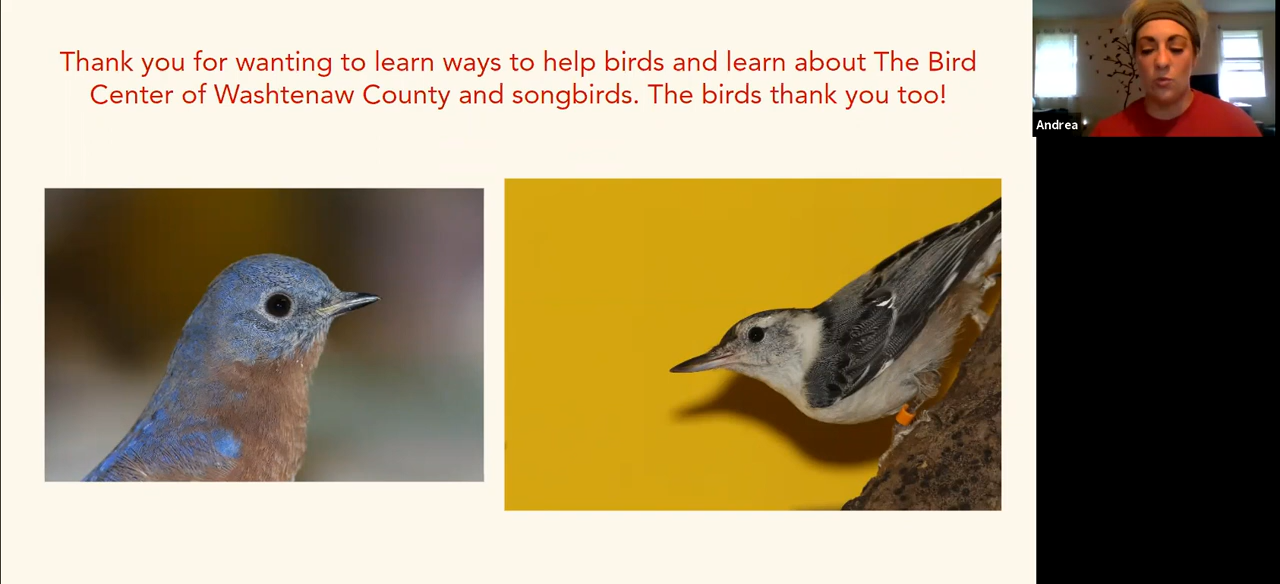 Thank you for wanting to learn ways to help birds and learn about The Bird
Center of Washtenaw County and songbirds. The birds thank you too!
Andrea